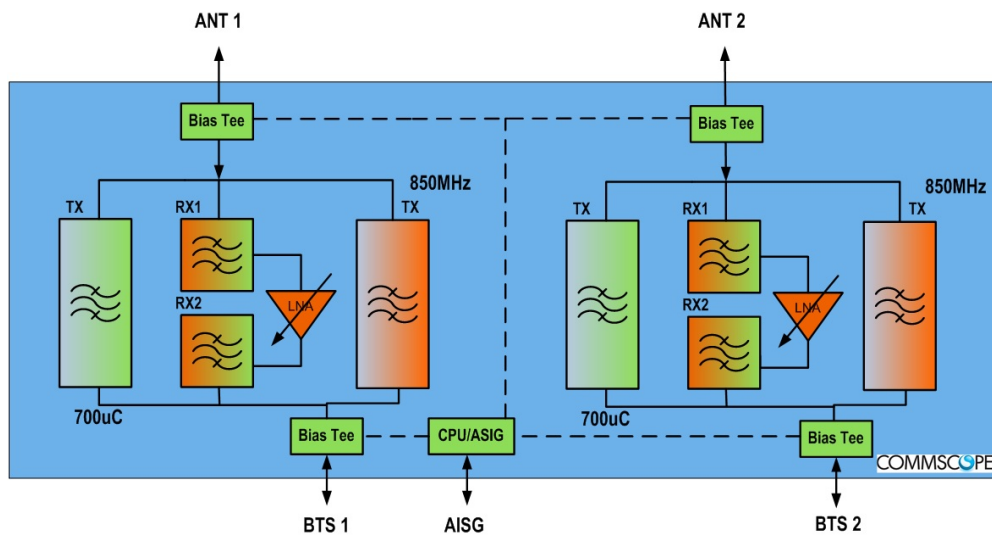 ANT 1
ANT 2
Bias Tee
Bias Tee
850MHz
850MHz
TX
RX1
TX
TX
RX1
TX
LNA
LNA
RX2
RX2
700uC
700uC
Bias Tee
CPU/ASIG
Bias Tee
COMMSCOPE
BTS 1
AISG
BTS 2